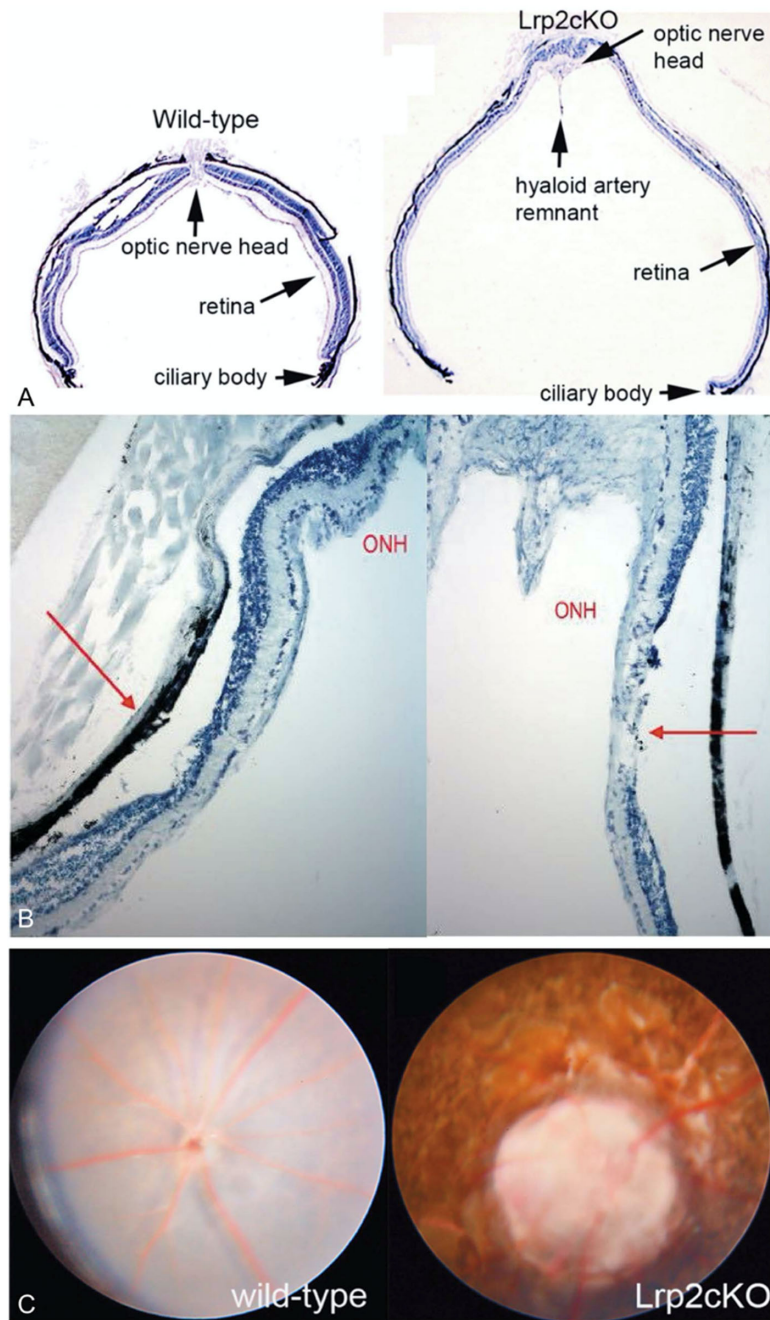 Wild-type
optic nerve head
retina
ciliary body
A
Lrp2cKO
optic nerve
head
hyaloid artery
remnant
retina
ciliary body
ONH
B
ONH
C
wild-type
Lrp2cKO